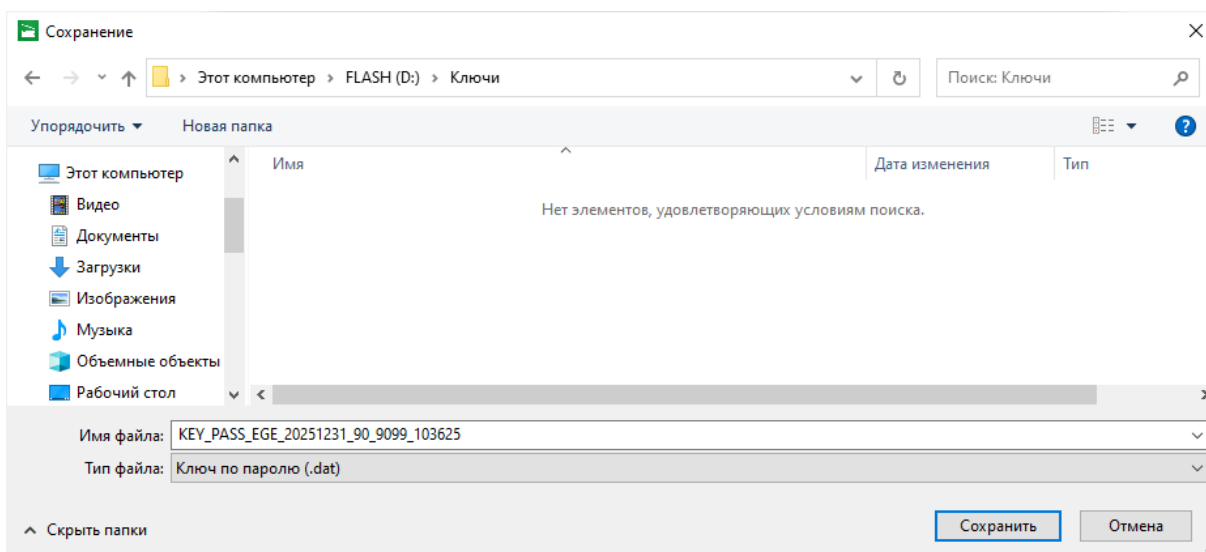 Сохранение
Этот компьютер › FLASH (D:) › Ключи
Поиск: Ключи
Упорядочить Новая папка
Имя Дата изменения Тип
Этот компьютер
Видео
Документы
Загрузки
Изображения
Музыка
Объемные объекты
Рабочий стол
Нет элементов, удовлетворяющих условиям поиска.
Имя файла: KEY_PASS_EGE_20251231_90_9099_103625
Тип файла: Ключ по паролю (.dat)
Скрыть папки Сохранить Отмена